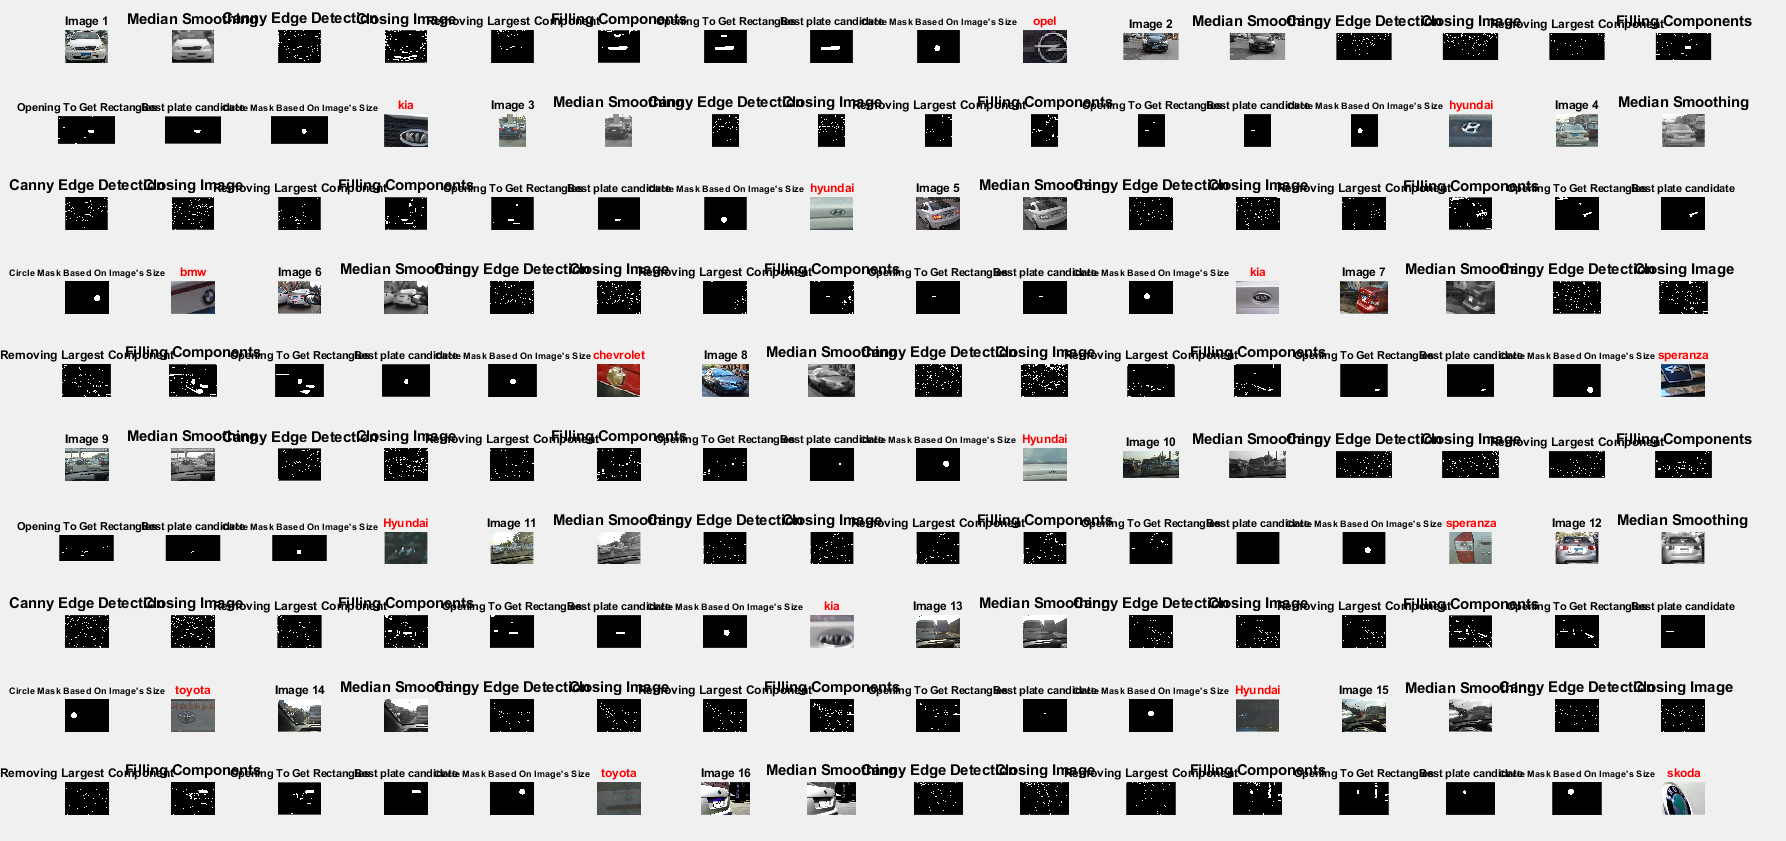 Image 1 Median Smoothing Canny Edge Detection Closing Image Removing Largest Component Filling Components Opening To Get Rectangles Best plate candidate Circle Mask Based On Image's Size opel Image 2 Median Smoothing Canny Edge Detection Closing Image Removing Largest Component Filling Components
Opening To Get Rectangles Best plate candidate Circle Mask Based On Image's Size kia Image 3 Median Smoothing Canny Edge Detection Closing Image Removing Largest Component Filling Components Opening To Get Rectangles Best plate candidate Circle Mask Based On Image's Size hyundai Image 4 Median Smoothing
Canny Edge Detection Closing Image Removing Largest Component Filling Components Opening To Get Rectangles Best plate candidate Circle Mask Based On Image's Size hyundai Image 5 Median Smoothing Canny Edge Detection Closing Image Removing Largest Component Filling Components Opening To Get Rectangles Best plate candidate
Circle Mask Based On Image's Size bmw Image 6 Median Smoothing Canny Edge Detection Closing Image Removing Largest Component Filling Components Opening To Get Rectangles Best plate candidate Circle Mask Based On Image's Size kia Image 7 Median Smoothing Canny Edge Detection Closing Image
Removing Largest Component Filling Components Opening To Get Rectangles Best plate candidate Circle Mask Based On Image's Size chevrolet Image 8 Median Smoothing Canny Edge Detection Closing Image Removing Largest Component Filling Components Opening To Get Rectangles Best plate candidate Circle Mask Based On Image's Size speranza
Image 9 Median Smoothing Canny Edge Detection Closing Image Removing Largest Component Filling Components Opening To Get Rectangles Best plate candidate Circle Mask Based On Image's Size Hyundai Image 10 Median Smoothing Canny Edge Detection Closing Image Removing Largest Component Filling Components
Opening To Get Rectangles Best plate candidate Circle Mask Based On Image's Size Hyundai Image 11 Median Smoothing Canny Edge Detection Closing Image Removing Largest Component Filling Components Opening To Get Rectangles Best plate candidate Circle Mask Based On Image's Size speranza Image 12 Median Smoothing
Canny Edge Detection Closing Image Removing Largest Component Filling Components Opening To Get Rectangles Best plate candidate Circle Mask Based On Image's Size kia Image 13 Median Smoothing Canny Edge Detection Closing Image Removing Largest Component Filling Components Opening To Get Rectangles Best plate candidate
Circle Mask Based On Image's Size toyota Image 14 Median Smoothing Canny Edge Detection Closing Image Removing Largest Component Filling Components Opening To Get Rectangles Best plate candidate Circle Mask Based On Image's Size Hyundai Image 15 Median Smoothing Canny Edge Detection Closing Image
Removing Largest Component Filling Components Opening To Get Rectangles Best plate candidate Circle Mask Based On Image's Size toyota Image 16 Median Smoothing Canny Edge Detection Closing Image Removing Largest Component Filling Components Opening To Get Rectangles Best plate candidate Circle Mask Based On Image's Size skoda